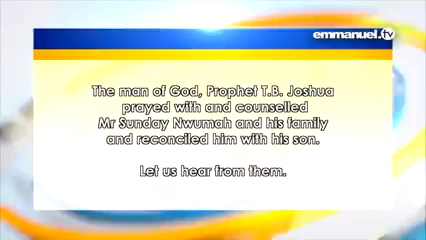 emmanuel.tv
The man of God, Prophet T.B. Joshua
prayed with and counselled
Mr Sunday Nwumah and his family
and reconciled him with his son.
Let us hear from them.